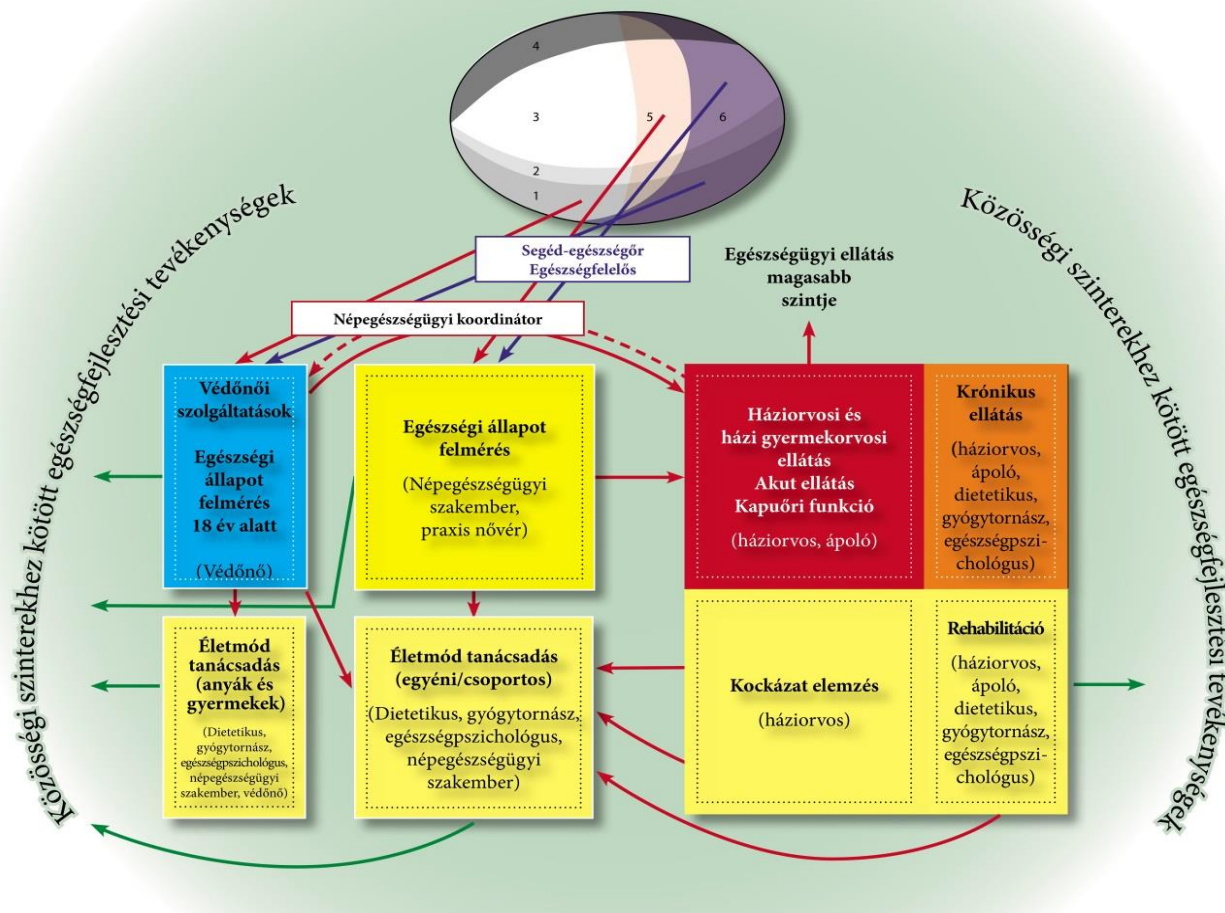 4
3
5
6
2
1
Közösségi szinterekhez kötött egészségfejlesztési tevékenységek
Közösségi szinterekhez kötött egészségfejlesztési tevékenységek
Segéd-egészségőr
Egészségfelelős
Egészségügyi ellátás
magasabb
szintje
Népegészségügyi koordinátor
Védőnői
szolgáltatások
Egészségi
állapot
felmérés
18 év alatt
(Védőnő)
Egészségi állapot
felmérés
(Népegészségügyi
szakember,
praxis nővér)
Háziorvosi és
házi gyermekorvosi
ellátás
Akut ellátás
Kapuőri funkció
(háziorvos, ápoló)
Krónikus
ellátás
(háziorvos,
ápoló,
dietetikus,
gyógytornász,
egészségpszi-
chológus)
Életmód
tanácsadás
(anyák és
gyermekek)
(Dietetikus,
gyógytornász,
egészségpszichológus,
népegészségügyi
szakember, védőnő)
Életmód tanácsadás
(egyéni/csoportos)
(Dietetikus, gyógytornász,
egészségpszichológus,
népegészségügyi
szakember)
Kockázat elemzés
(háziorvos)
Rehabilitáció
(háziorvos,
ápoló,
dietetikus,
gyógytornász,
egészségpszi-
chológus)